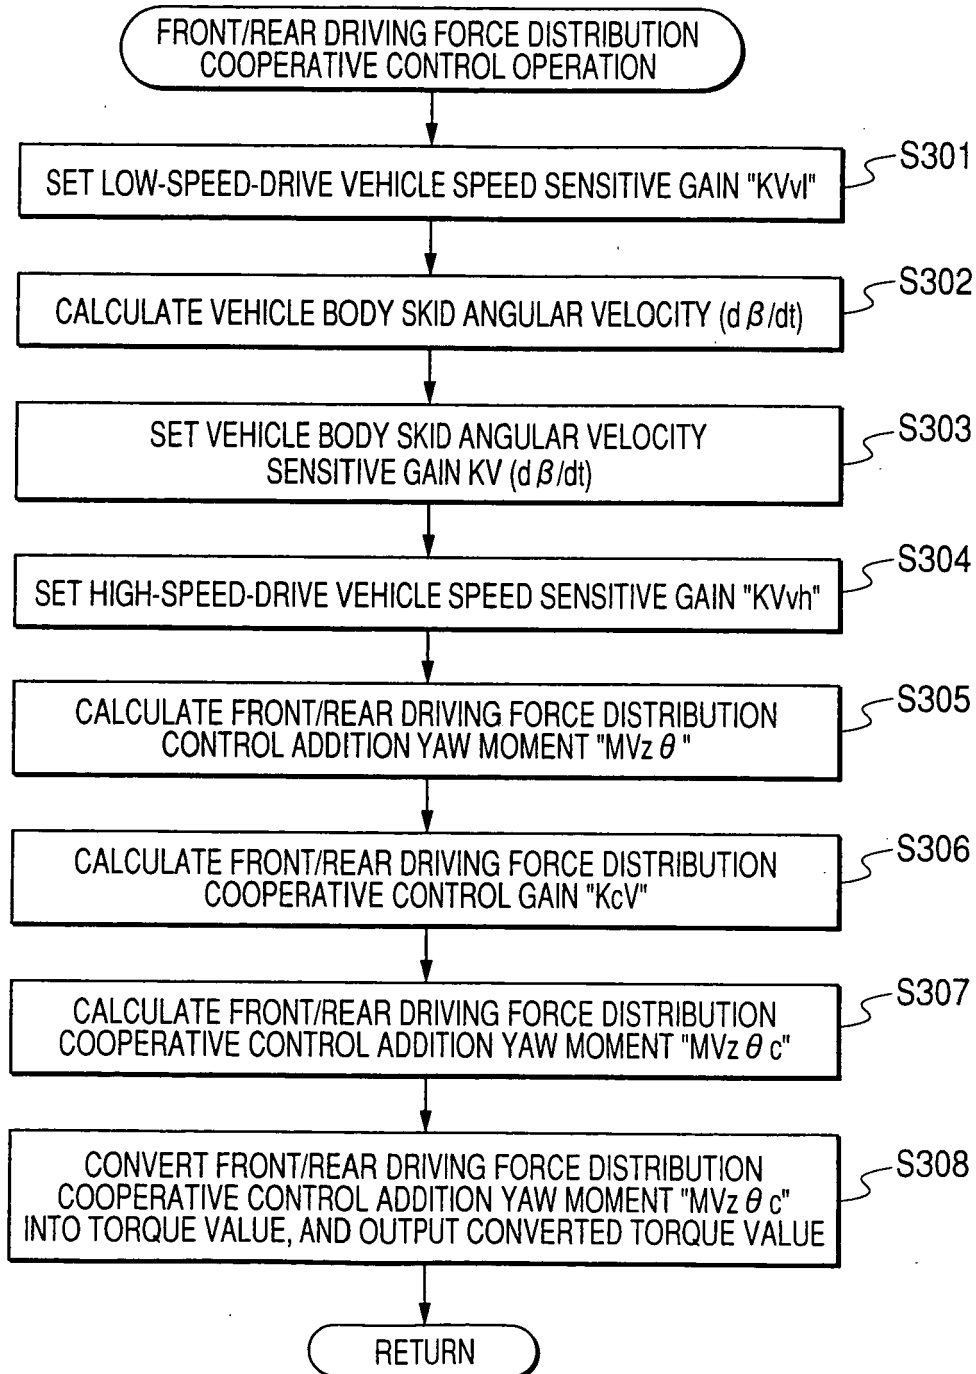 FRONT/REAR DRIVING FORCE DISTRIBUTION
COOPERATIVE CONTROL OPERATION
S301
SET LOW-SPEED-DRIVE VEHICLE SPEED SENSITIVE GAIN "KVvl"
S302
CALCULATE VEHICLE BODY SKID ANGULAR VELOCITY (d β/dt)
S303
SET VEHICLE BODY SKID ANGULAR VELOCITY
SENSITIVE GAIN KV (d β/dt)
S304
SET HIGH-SPEED-DRIVE VEHICLE SPEED SENSITIVE GAIN "KVvh"
S305
CALCULATE FRONT/REAR DRIVING FORCE DISTRIBUTION
CONTROL ADDITION YAW MOMENT "MVz θ "
S306
CALCULATE FRONT/REAR DRIVING FORCE DISTRIBUTION
COOPERATIVE CONTROL GAIN "KcV"
S307
CALCULATE FRONT/REAR DRIVING FORCE DISTRIBUTION
COOPERATIVE CONTROL ADDITION YAW MOMENT "MVz θ c"
S308
CONVERT FRONT/REAR DRIVING FORCE DISTRIBUTION
COOPERATIVE CONTROL ADDITION YAW MOMENT "MVz θ c"
INTO TORQUE VALUE, AND OUTPUT CONVERTED TORQUE VALUE
RETURN